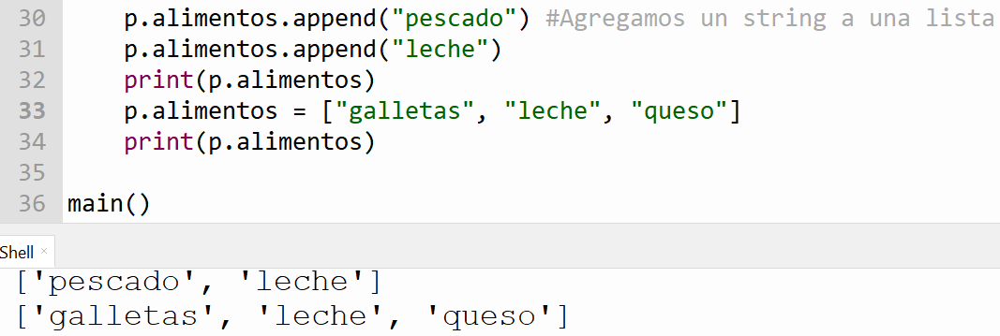 30 p.alimentos.append("pescado") #Agregamos un string a una lista
31 p.alimentos.append("leche")
32 print(p.alimentos)
33 p.alimentos = ["galletas", "leche", "queso"]
34 print(p.alimentos)
35
36 main()
Shell ×
['pescado', 'leche']
['galletas', 'leche', 'queso']